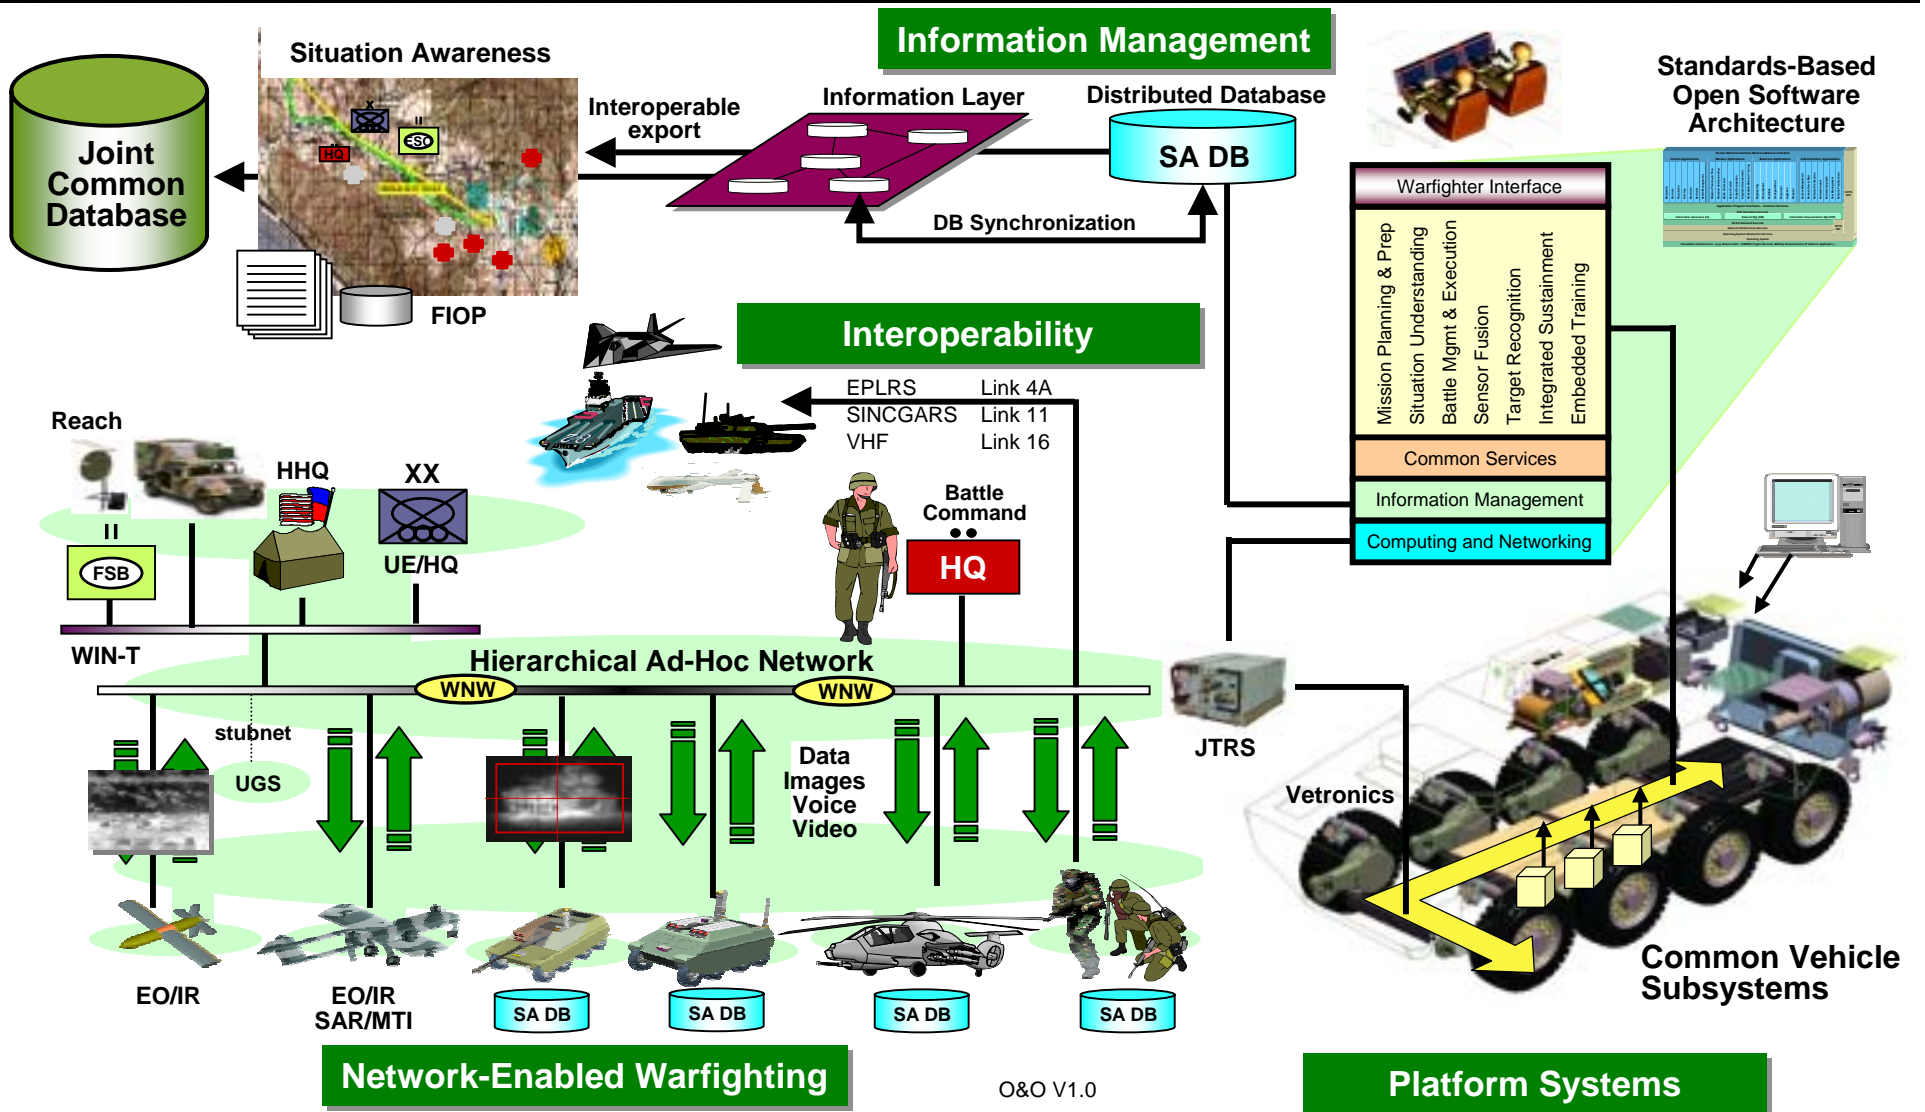 Information Management
Situation Awareness
Joint
Common
Database
X
ESO
HQ
Interoperable
export
Information Layer
Distributed Database
SA DB
DB Synchronization
FIOP
Standards-Based
Open Software
Architecture
Warfighter Interface
Mission Planning & Prep
Situation Understanding
Battle Mgmt & Execution
Sensor Fusion
Target Recognition
Integrated Sustainment
Embedded Training
Common Services
Information Management
Computing and Networking
Interoperability
EPLRS Link 4A
SINCGARS Link 11
VHF Link 16
Reach
HHQ
XX
II
FSB
UE/HQ
WIN-T
Battle
Command
HQ
Hierarchical Ad-Hoc Network
WNW
WNW
stubnet
UGS
Data
Images
Voice
Video
JTRS
Vetronics
EO/IR
EO/IR
SAR/MTI
SA DB
SA DB
SA DB
SA DB
Common Vehicle
Subsystems
Network-Enabled Warfighting
O&O V1.0
Platform Systems